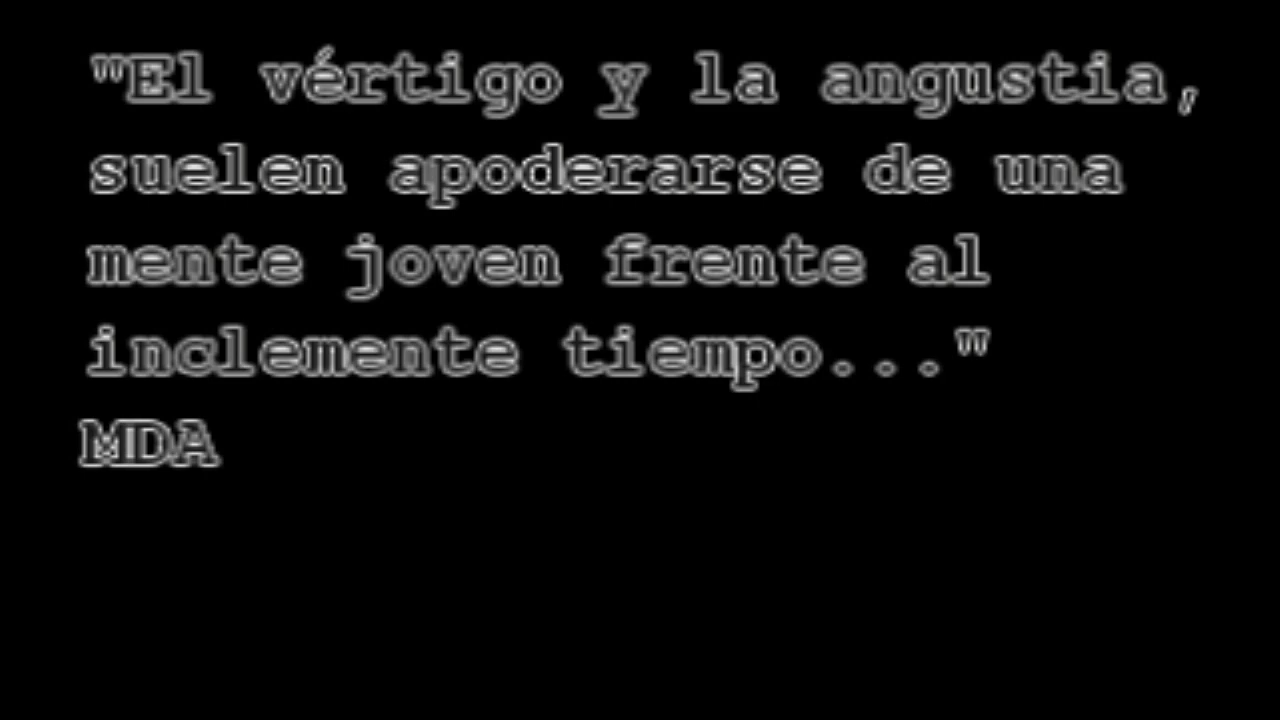 "El vértigo y la angustia,
suelen apoderarse de una
mente joven frente al
inclemente tiempo..."
MDA